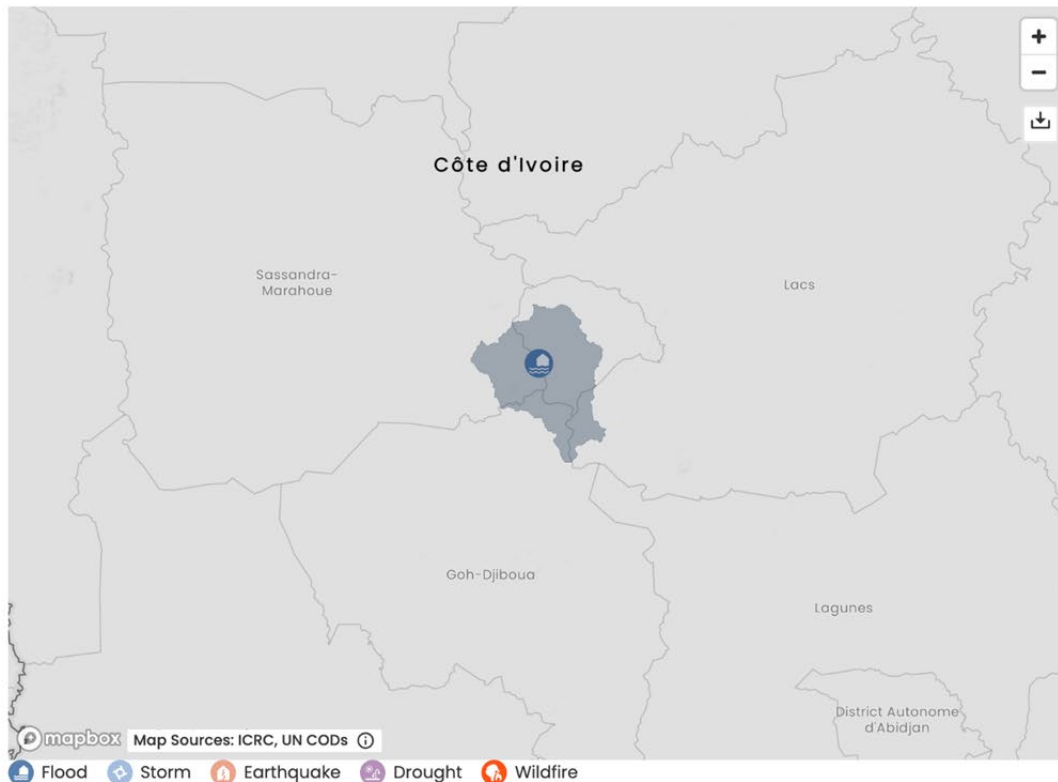 +
−
Côte d'Ivoire
Sassandra-
Marahoue
Lacs
Goh-Djiboua
Lagunes
District Autonome
d'Abidjan
mapbox Map Sources: ICRC, UN CODs
Flood Storm Earthquake Drought Wildfire